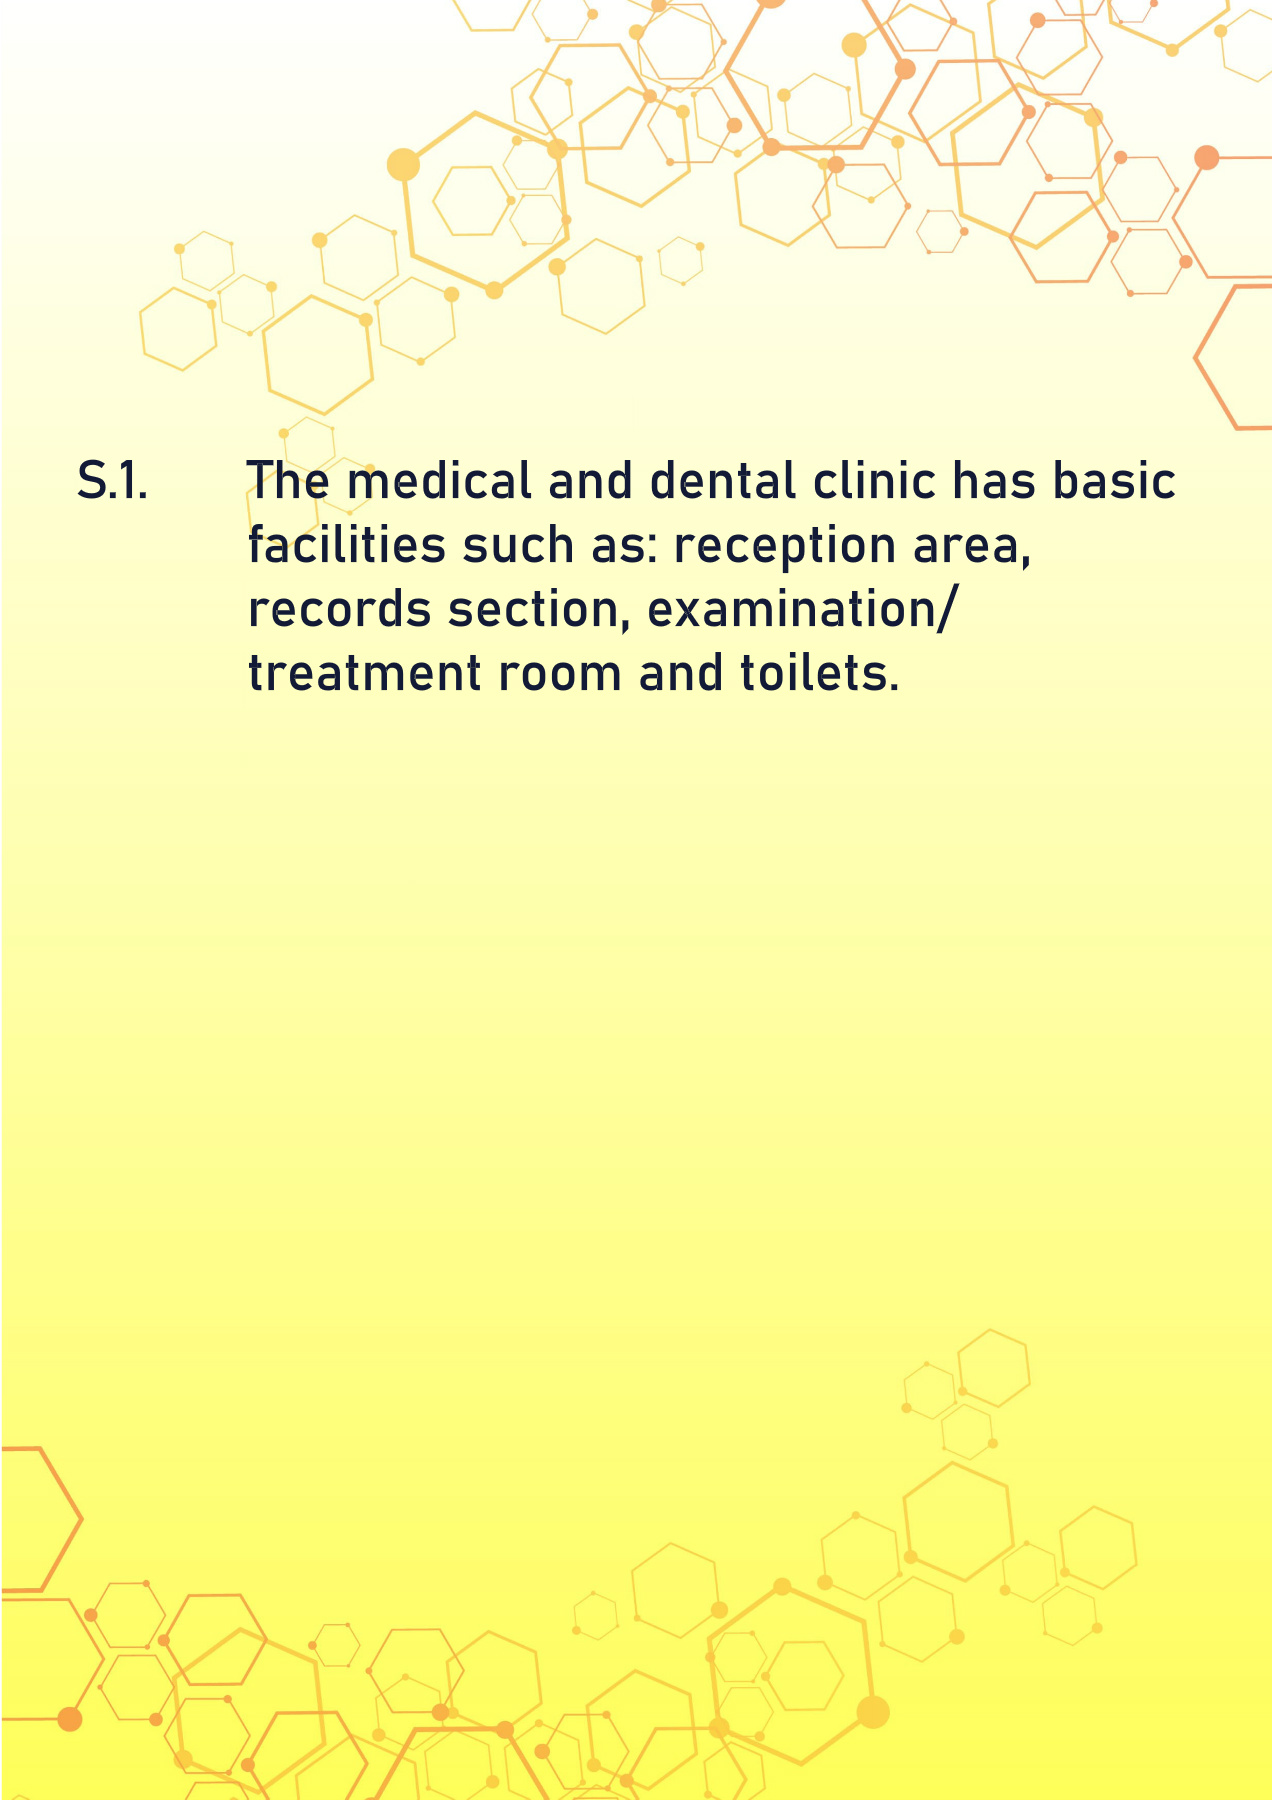 S.1. The medical and dental clinic has basic
facilities such as: reception area,
records section, examination/
treatment room and toilets.